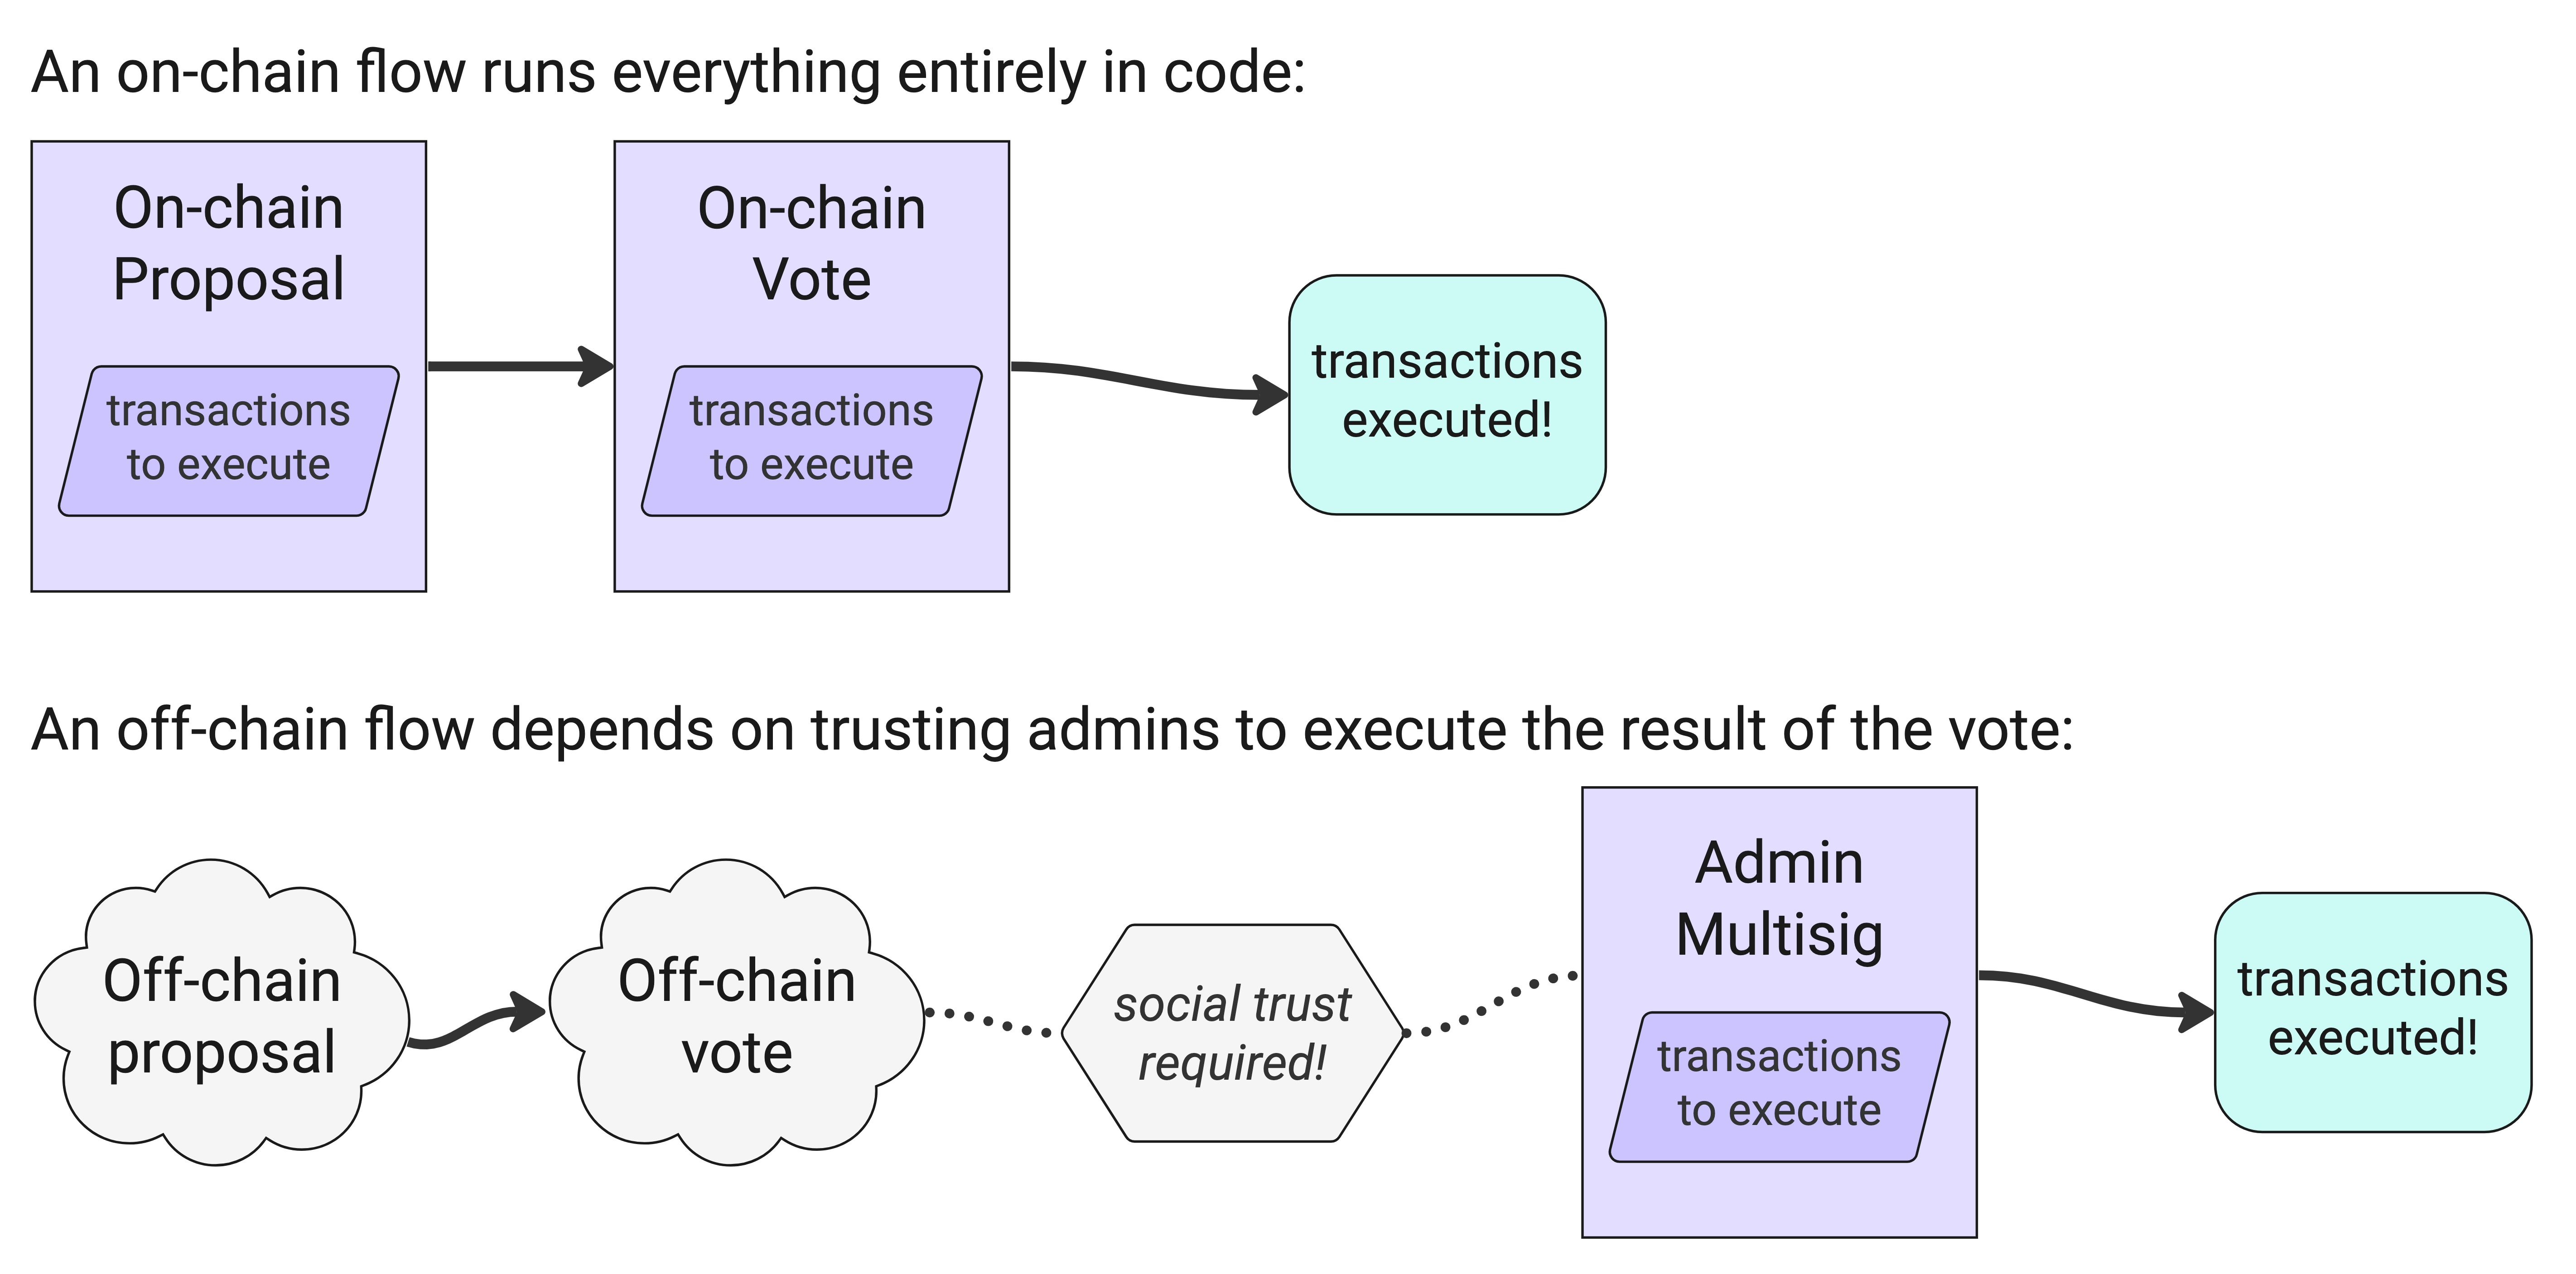 An on-chain flow runs everything entirely in code:
On-chain
Proposal
transactions
to execute
On-chain
Vote
transactions
to execute
transactions
executed!
An off-chain flow depends on trusting admins to execute the result of the vote:
Off-chain
proposal
Off-chain
vote
social trust
required!
Admin
Multisig
transactions
to execute
transactions
executed!